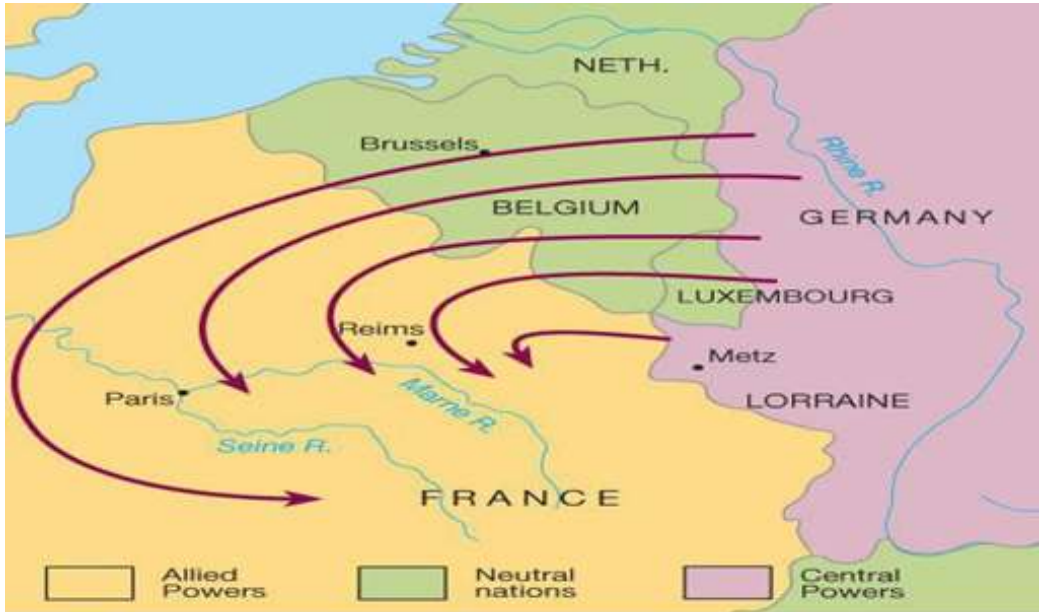 NETH.
Brussels
Rhine R.
BELGIUM
GERMANY
LUXEMBOURG
Reims
Metz
Paris
Marne R.
LORRAINE
Seine R.
FRANCE
Allied
Powers
Neutral
nations
Central
Powers